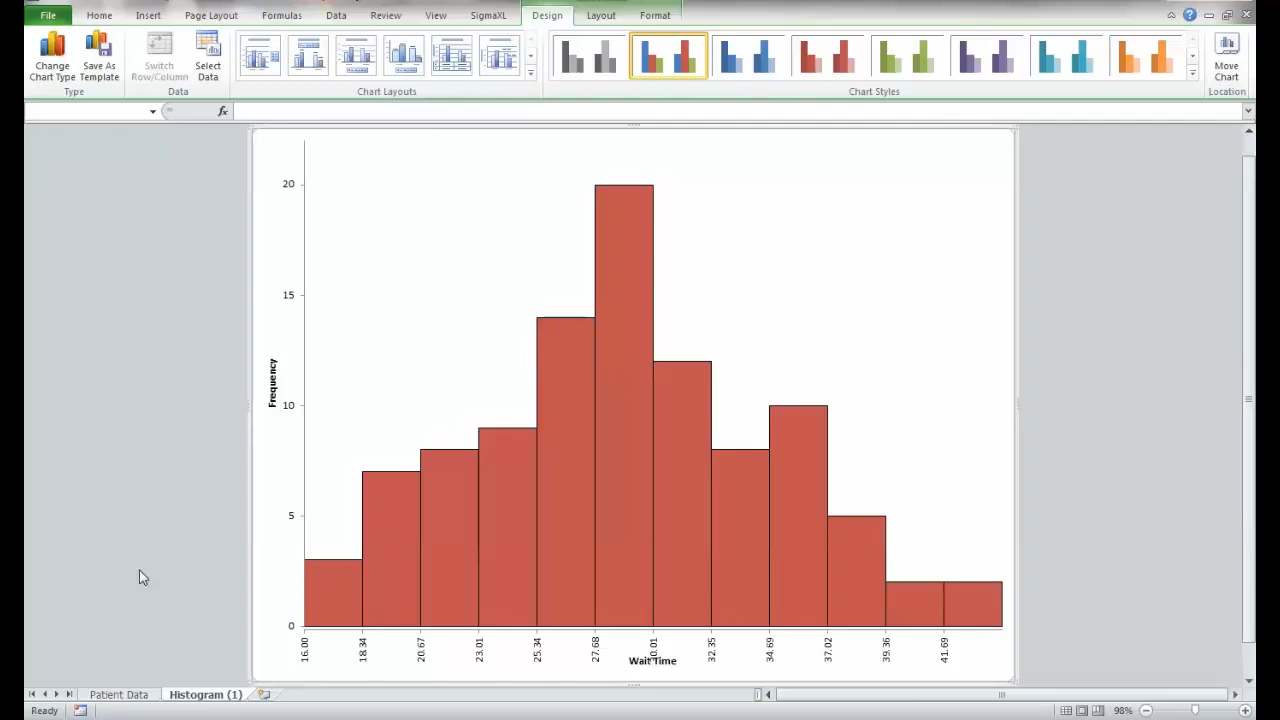 File Home Insert Page Layout Formulas Data Review View SigmaXL Design Layout Format
Change Chart Type
Save As Template
Switch Row/Column
Select Data
Move Chart
Type Data Chart Layouts Chart Styles Location
fx
20
15
10
5
0
Frequency
16.00 18.34 20.67 23.01 25.34 27.68 32.35 34.69 37.02 39.36 41.69
Wait Time
Patient Data Histogram (1)
Ready 98%